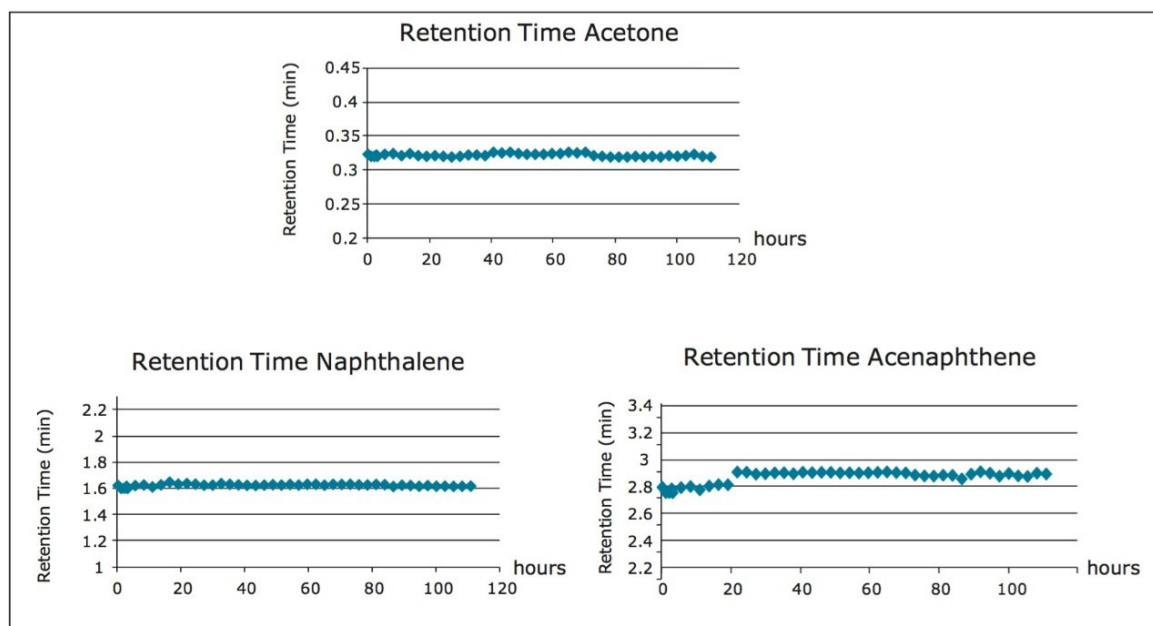 Retention Time Acetone
Retention Time (min)
0.45
0.4
0.35
0.3
0.25
0.2
0 20 40 60 80 100 120
hours
Retention Time Naphthalene
Retention Time (min)
2.2
2
1.8
1.6
1.4
1.2
1
0 20 40 60 80 100 120
hours
Retention Time Acenaphthene
Retention Time (min)
3.4
3.2
3
2.8
2.6
2.4
2.2
0 20 40 60 80 100
hours